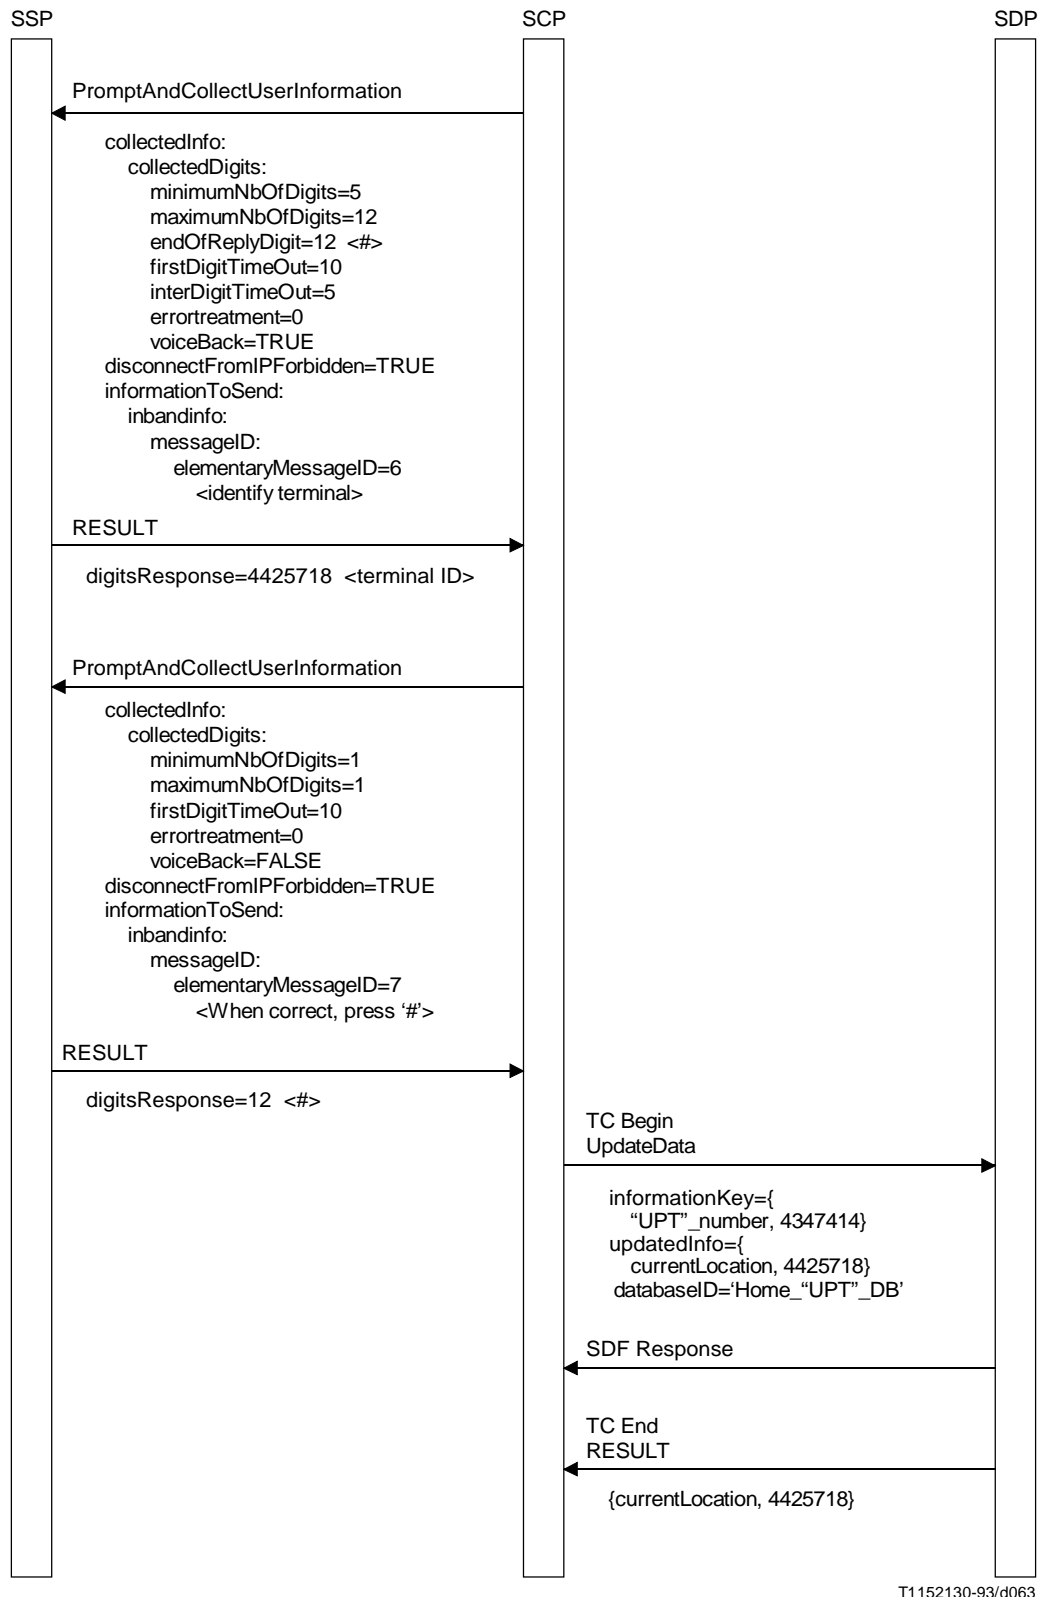 SSP SCP SDP
PromptAndCollectUserInformation
collectedInfo:
collectedDigits:
minimumNbOfDigits=5
maximumNbOfDigits=12
endOfReplyDigit=12 <#>
firstDigitTimeOut=10
interDigitTimeOut=5
errortreatment=0
voiceBack=TRUE
disconnectFromIPForbidden=TRUE
informationToSend:
inbandinfo:
messageID:
elementaryMessageID=6
<identify terminal>
RESULT
digitsResponse=4425718 <terminal ID>
PromptAndCollectUserInformation
collectedInfo:
collectedDigits:
minimumNbOfDigits=1
maximumNbOfDigits=1
firstDigitTimeOut=10
errortreatment=0
voiceBack=FALSE
disconnectFromIPForbidden=TRUE
informationToSend:
inbandinfo:
messageID:
elementaryMessageID=7
<When correct, press ‘#’>
RESULT
digitsResponse=12 <#>
TC Begin
UpdateData
informationKey={
“UPT”_number, 4347414}
updatedInfo={
currentLocation, 4425718}
databaseID=‘Home_“UPT”_DB’
SDF Response
TC End
RESULT
{currentLocation, 4425718}
T1152130-93/d063